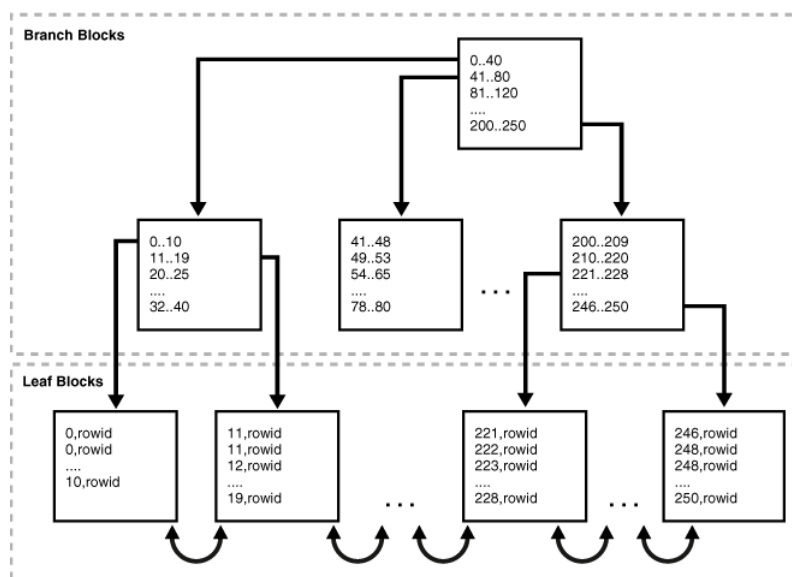 Branch Blocks
0..40
41..80
81..120
....
200..250
0..10
11..19
20..25
....
32..40
41..48
49..53
54..65
....
78..80
...
200..209
210..220
221..228
....
246..250
Leaf Blocks
0,rowid
0,rowid
....
10,rowid
11,rowid
11,rowid
12,rowid
....
19,rowid
...
221,rowid
222,rowid
223,rowid
....
228,rowid
...
246,rowid
248,rowid
248,rowid
....
250,rowid